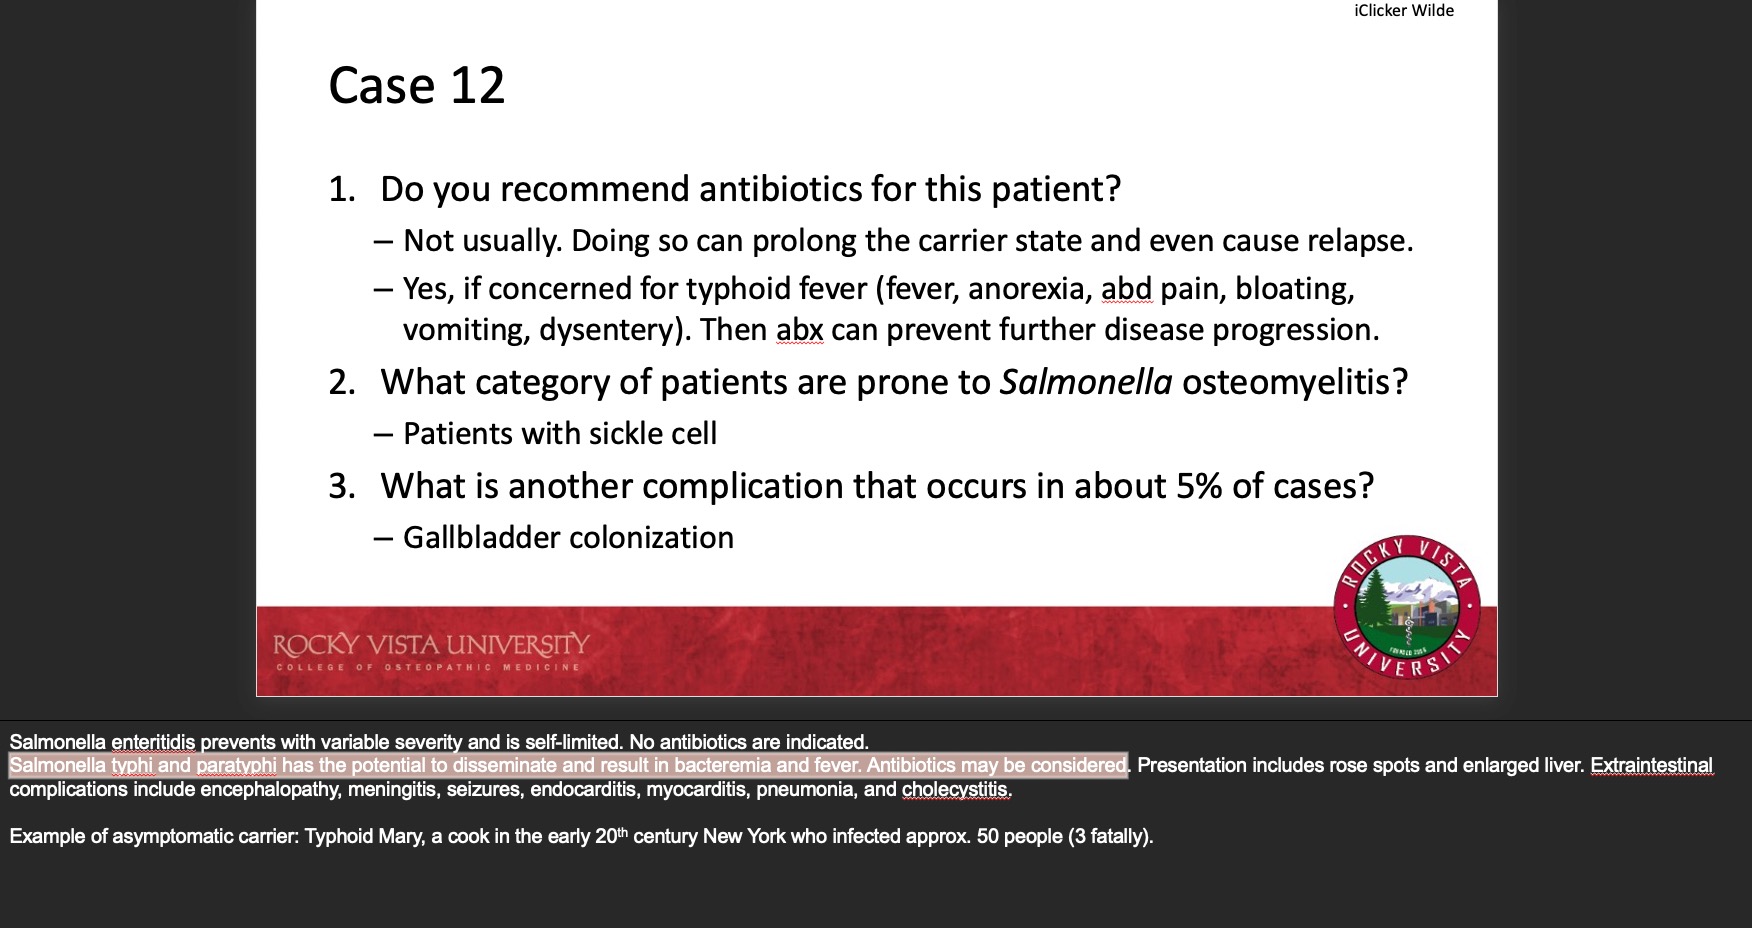 iClicker Wilde
Case 12
1. Do you recommend antibiotics for this patient?
– Not usually. Doing so can prolong the carrier state and even cause relapse.
– Yes, if concerned for typhoid fever (fever, anorexia, abd pain, bloating,
vomiting, dysentery). Then abx can prevent further disease progression.
2. What category of patients are prone to Salmonella osteomyelitis?
– Patients with sickle cell
3. What is another complication that occurs in about 5% of cases?
– Gallbladder colonization
ROCKY VISTA UNIVERSITY
COLLEGE OF OSTEOPATHIC MEDICINE
ROCKY VISTA
UNIVERSITY
Salmonella enteritidis prevents with variable severity and is self-limited. No antibiotics are indicated.
Salmonella typhi and paratyphi has the potential to disseminate and result in bacteremia and fever. Antibiotics may be considered. Presentation includes rose spots and enlarged liver. Extraintestinal
complications include encephalopathy, meningitis, seizures, endocarditis, myocarditis, pneumonia, and cholecystitis.
Example of asymptomatic carrier: Typhoid Mary, a cook in the early 20th century New York who infected approx. 50 people (3 fatally).